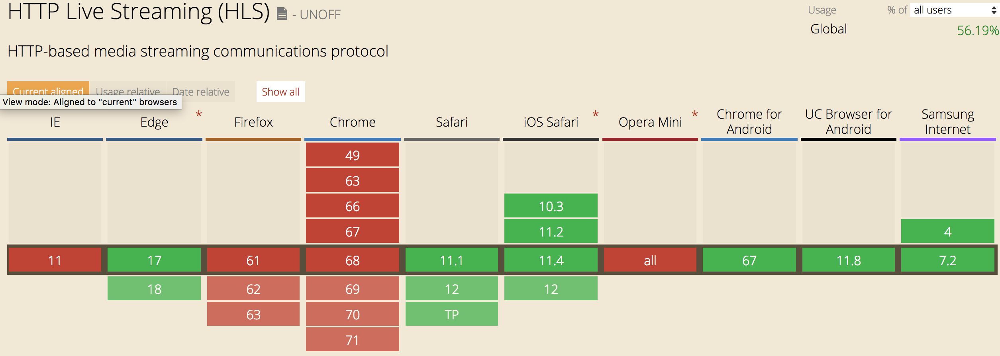 HTTP Live Streaming (HLS) - UNOFF
Usage % of all users
Global 56.19%
HTTP-based media streaming communications protocol
Current aligned Usage relative Date relative Show all
View mode: Aligned to "current" browsers
IE Edge * Firefox Chrome Safari iOS Safari * Opera Mini * Chrome for Android UC Browser for Android Samsung Internet
49
63
66 10.3
67 11.2 4
11 17 61 68 11.1 11.4 all 67 11.8 7.2
18 62 69 12 12
63 70 TP
71